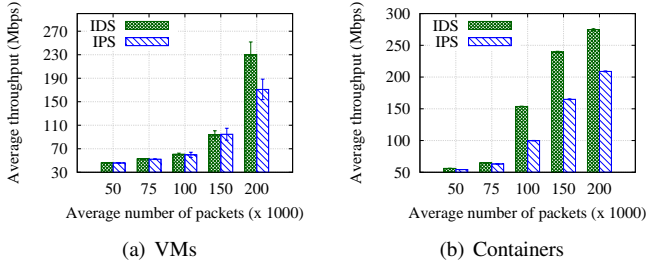 Average throughput (Mbps)
IDS
IPS
270
230
190
150
110
70
30
50 75 100 150 200
Average number of packets (x 1000)
(a) VMs
Average throughput (Mbps)
IDS
IPS
300
250
200
150
100
50
50 75 100 150 200
Average number of packets (x 1000)
(b) Containers